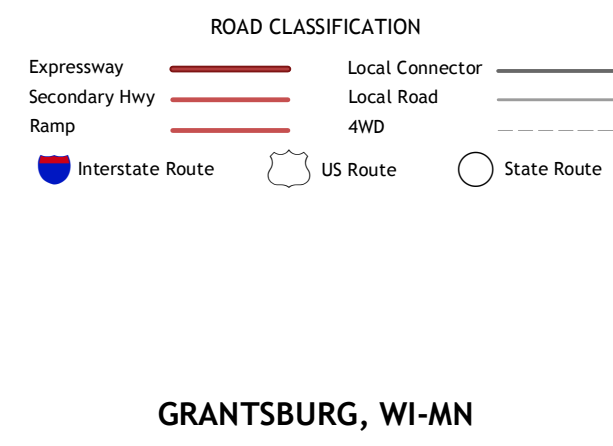 ROAD CLASSIFICATION
Expressway
Local Connector
Secondary Hwy
Local Road
Ramp
4WD
Interstate Route
US Route
State Route
GRANTSBURG, WI-MN